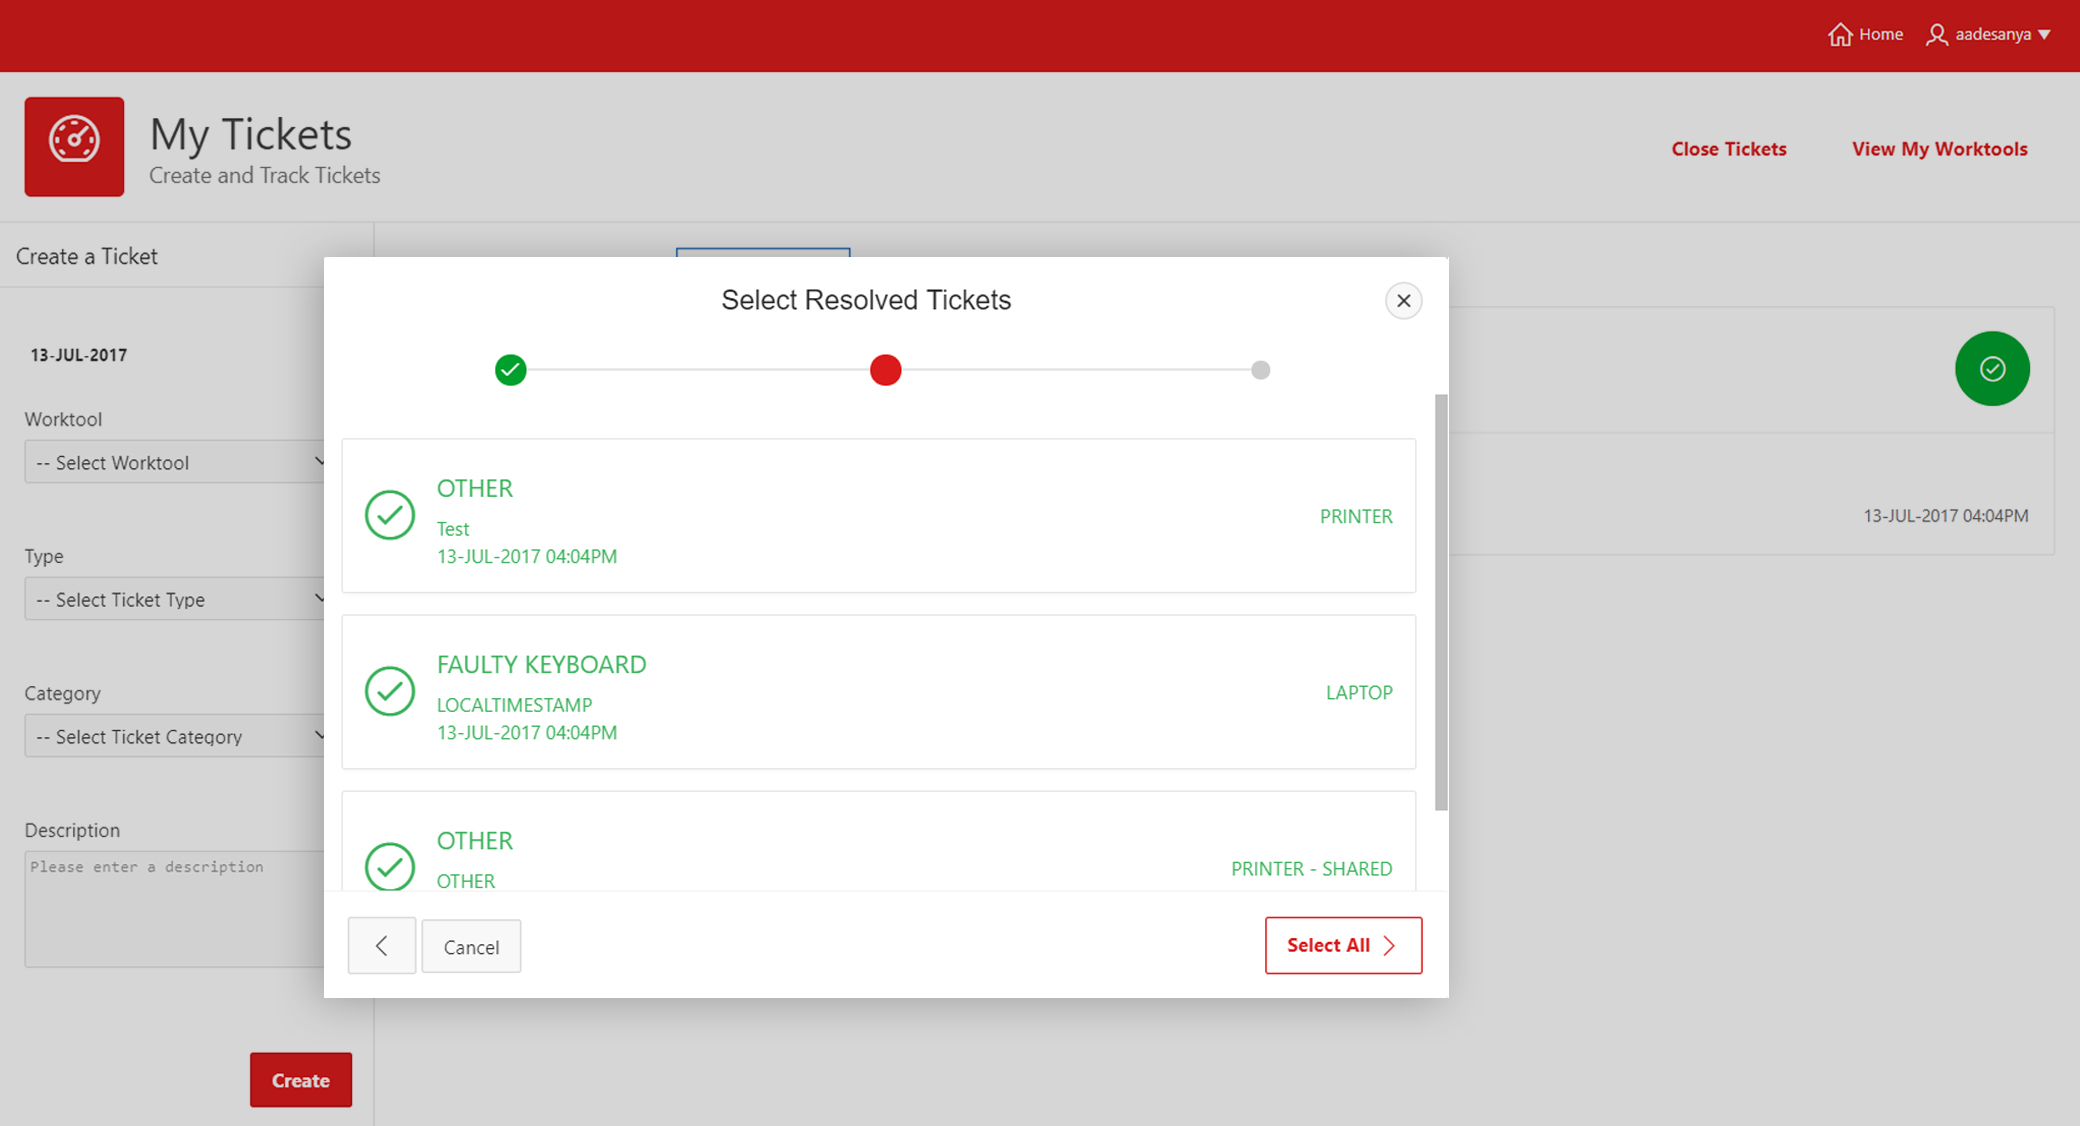 Home
aadesanya
My Tickets
Create and Track Tickets
Close Tickets
View My Worktools
Create a Ticket
13-JUL-2017
Worktool
-- Select Worktool
Type
-- Select Ticket Type
Category
-- Select Ticket Category
Description
Please enter a description
Create
Select Resolved Tickets
OTHER
Test
13-JUL-2017 04:04PM
PRINTER
FAULTY KEYBOARD
LOCALTIMESTAMP
13-JUL-2017 04:04PM
LAPTOP
OTHER
OTHER
PRINTER - SHARED
Cancel
Select All
13-JUL-2017 04:04PM